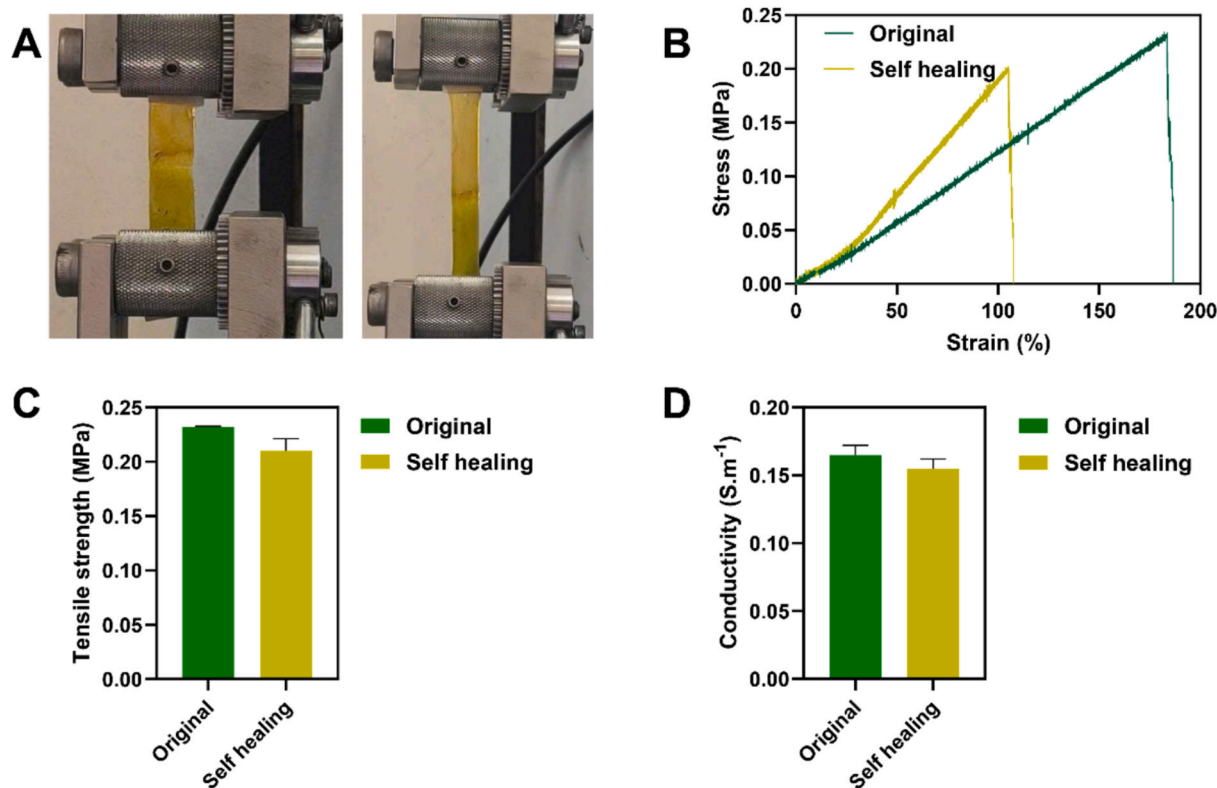 A
B
Original
Self healing
Stress (MPa)
0.25
0.20
0.15
0.10
0.05
0.00
0
50
100
150
200
Strain (%)
C
Tensile strength (MPa)
0.25
0.20
0.15
0.10
0.05
0.00
Original
Self healing
Original
Self healing
D
Conductivity (S.m⁻¹)
0.20
0.15
0.10
0.05
0.00
Original
Self healing
Original
Self healing